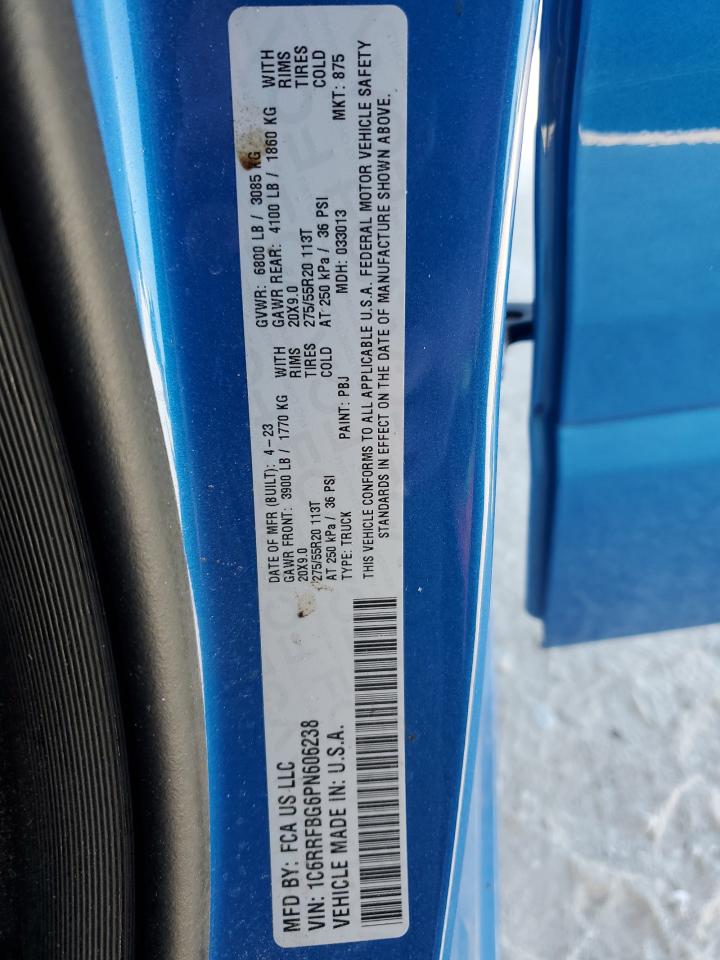 MFD BY: FCA US LLC
VIN: 1C6RRFBG6PN606238
VEHICLE MADE IN: U.S.A.
DATE OF MFR (BUILT): 4-23 GVWR: 6800 LB / 3085 KG
GAWR FRONT: 3900 LB / 1770 KG WITH GAWR REAR: 4100 LB / 1860 KG WITH
20X9.0 RIMS 20X9.0 RIMS
275/55R20 113T TIRES 275/55R20 113T TIRES
AT 250 kPa / 36 PSI COLD AT 250 kPa / 36 PSI COLD
TYPE: TRUCK PAINT: PBJ MDH: 033013 MKT: 875
THIS VEHICLE CONFORMS TO ALL APPLICABLE U.S.A. FEDERAL MOTOR VEHICLE SAFETY
STANDARDS IN EFFECT ON THE DATE OF MANUFACTURE SHOWN ABOVE.